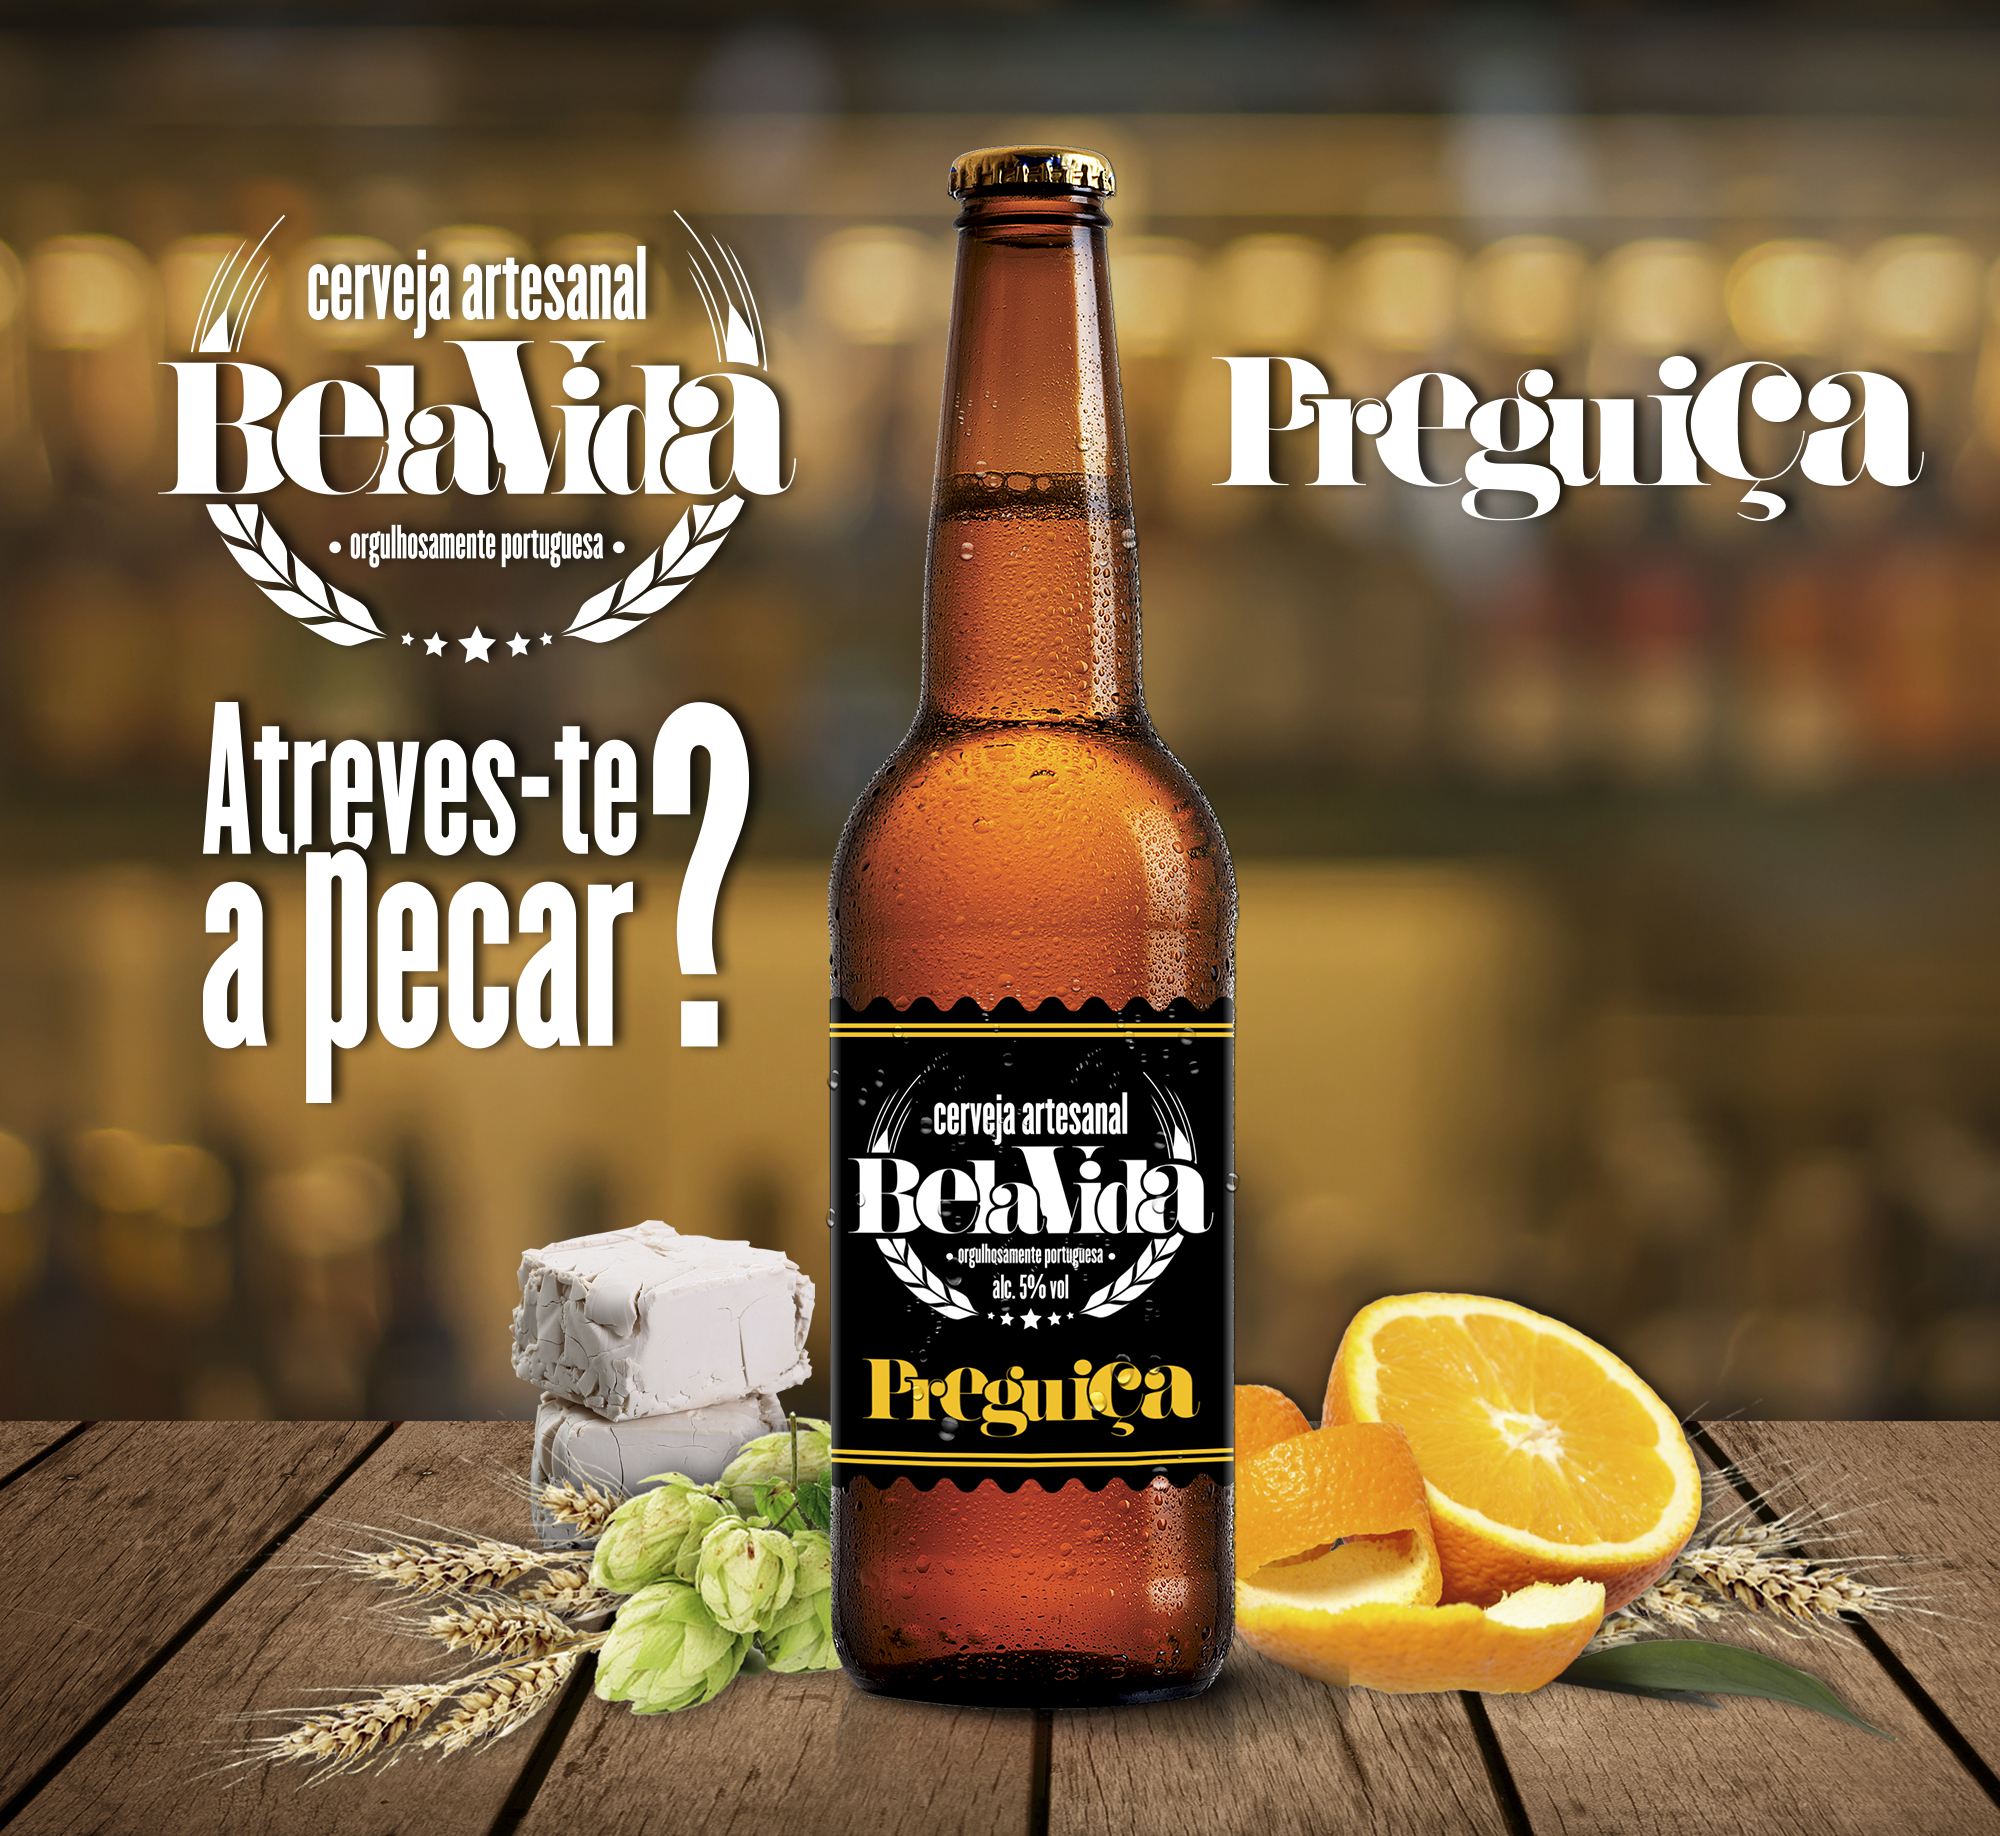 cerveja artesanal
BelaVida
• orgulhosamente portuguesa •
Atreves-te
a pecar?
Preguiça
cerveja artesanal
BelaVida
• orgulhosamente portuguesa •
alc. 5% vol
Preguiça